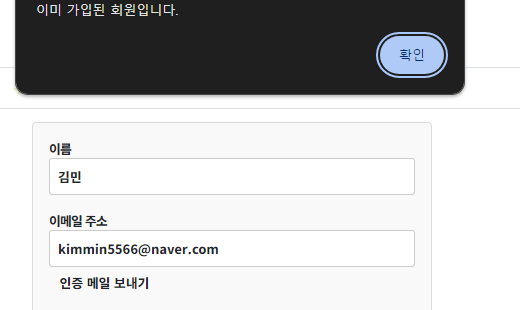 이미 가입된 회원입니다.
확인
이름
김민
이메일 주소
kimmin5566@naver.com
인증 메일 보내기